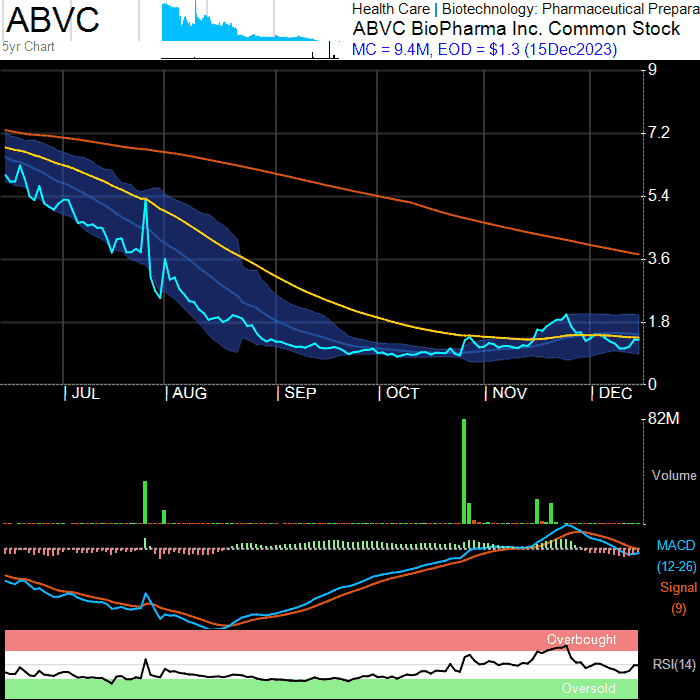 ABVC
5yr Chart
Health Care | Biotechnology: Pharmaceutical Prepara
ABVC BioPharma Inc. Common Stock
MC = 9.4M, EOD = $1.3 (15Dec2023)
9
7.2
5.4
3.6
1.8
0
JUL
AUG
SEP
OCT
NOV
DEC
82M
Volume
MACD
(12-26)
Signal
(9)
Overbought
RSI(14)
Oversold